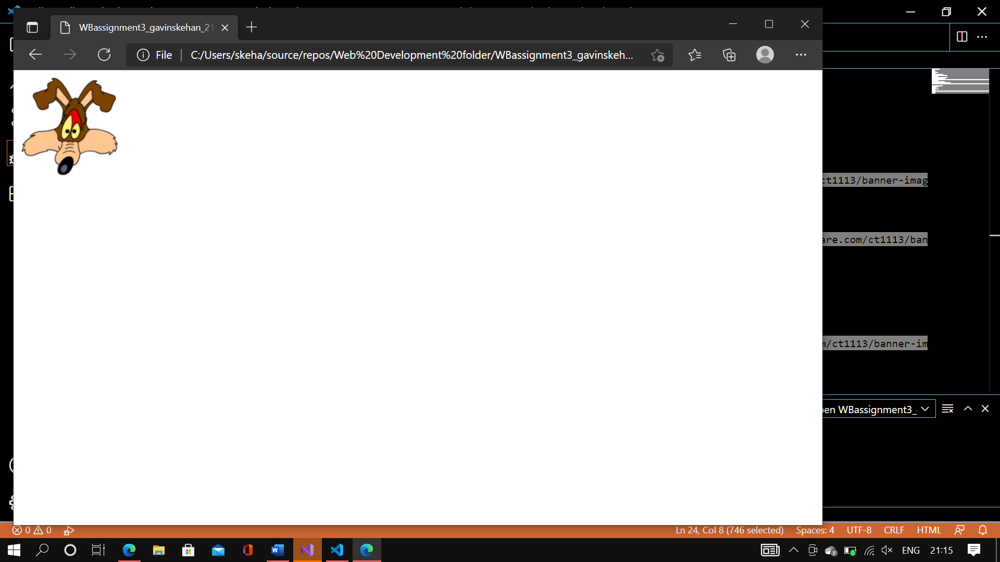 WBassignment3_gavinskehan_21
File
C:/Users/skeha/source/repos/Web%20Development%20folder/WBassignment3_gavinskeh...
ct1113/banner-imag
are.com/ct1113/ban
/ct1113/banner-im
en WBassignment3_
0 0
Ln 24, Col 8 (746 selected) Spaces: 4 UTF-8 CRLF HTML
ENG 21:15